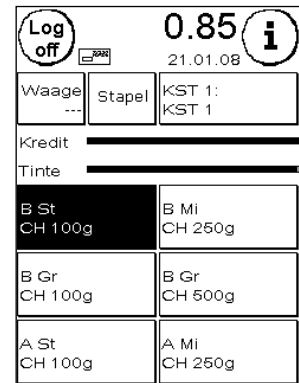 Log off
0.85
i
21.01.08
Waage
---
Stapel
KST 1:
KST 1
Kredit
Tinte
B St
CH 100g
B Mi
CH 250g
B Gr
CH 100g
B Gr
CH 500g
A St
CH 100g
A Mi
CH 250g